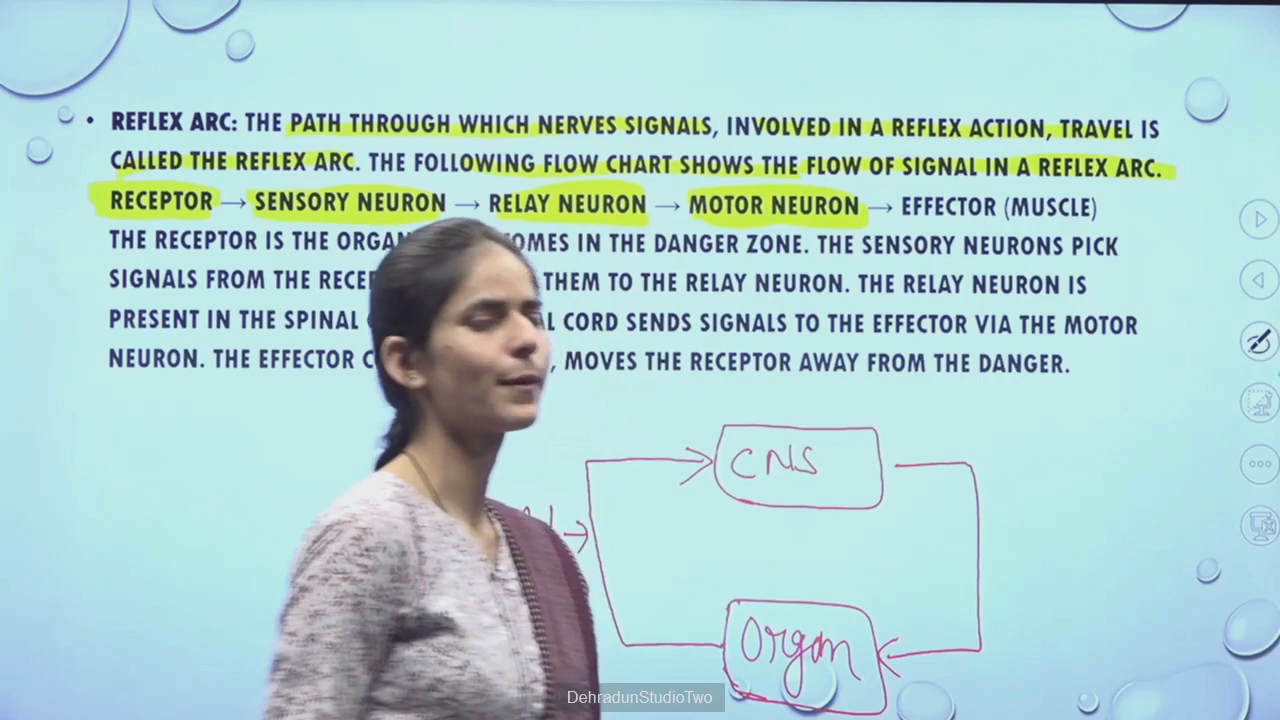 • REFLEX ARC: THE PATH THROUGH WHICH NERVES SIGNALS, INVOLVED IN A REFLEX ACTION, TRAVEL IS
CALLED THE REFLEX ARC. THE FOLLOWING FLOW CHART SHOWS THE FLOW OF SIGNAL IN A REFLEX ARC.
RECEPTOR → SENSORY NEURON → RELAY NEURON → MOTOR NEURON → EFFECTOR (MUSCLE)
THE RECEPTOR IS THE IN THE DANGER ZONE. THE SENSORY NEURONS PICK
SIGNALS FROM THE THEM TO THE RELAY NEURON. THE RELAY NEURON IS
PRESENT IN THE SPINAL CORD SENDS SIGNALS TO THE EFFECTOR VIA THE MOTOR
NEURON. THE EFFECTOR , MOVES THE RECEPTOR AWAY FROM THE DANGER.
CNS
Organ
DehradunStudioTwo